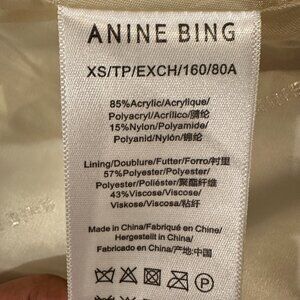 ANINE BING
XS/TP/EXCH/160/80A
85%Acrylic/Acrylique/
Polyacryl/Acrílico/腈纶
15%Nylon/Polyamide/
Polyamid/Nylón/锦纶
Lining/Doublure/Futter/Forro/衬里
57%Polyester/Polyester/
Polyester/Poliéster/聚酯纤维
43%Viscose/Viscose/
Viskose/Viscosa/粘纤
Made in China/Fabriqué en Chine/
Hergestellt in China/
Fabricado en China/产地:中国